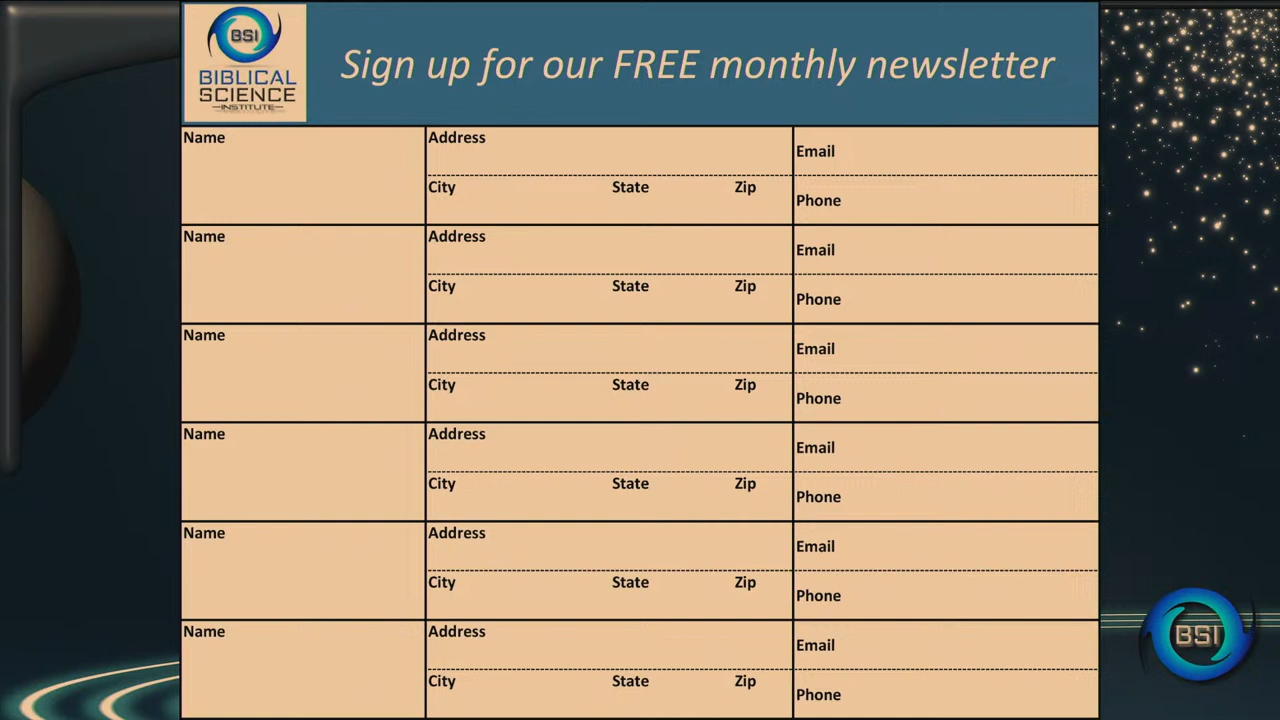 BSI
BIBLICAL
SCIENCE
INSTITUTE
Sign up for our FREE monthly newsletter
Name Address Email
City State Zip Phone
Name Address Email
City State Zip Phone
Name Address Email
City State Zip Phone
Name Address Email
City State Zip Phone
Name Address Email
City State Zip Phone
Name Address Email
City State Zip Phone
BSI